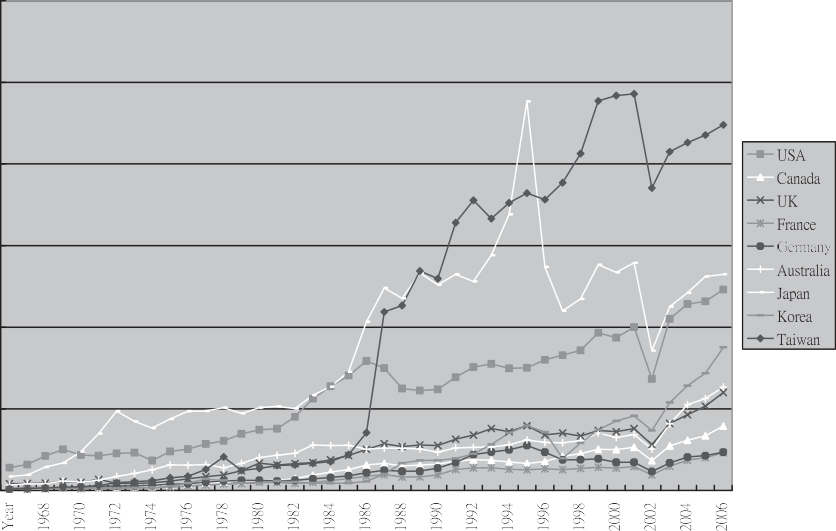 USA
Canada
UK
France
Germany
Australia
Japan
Korea
Taiwan
Year 1968 1970 1972 1974 1976 1978 1980 1982 1984 1986 1988 1990 1992 1994 1996 1998 2000 2002 2004 2006